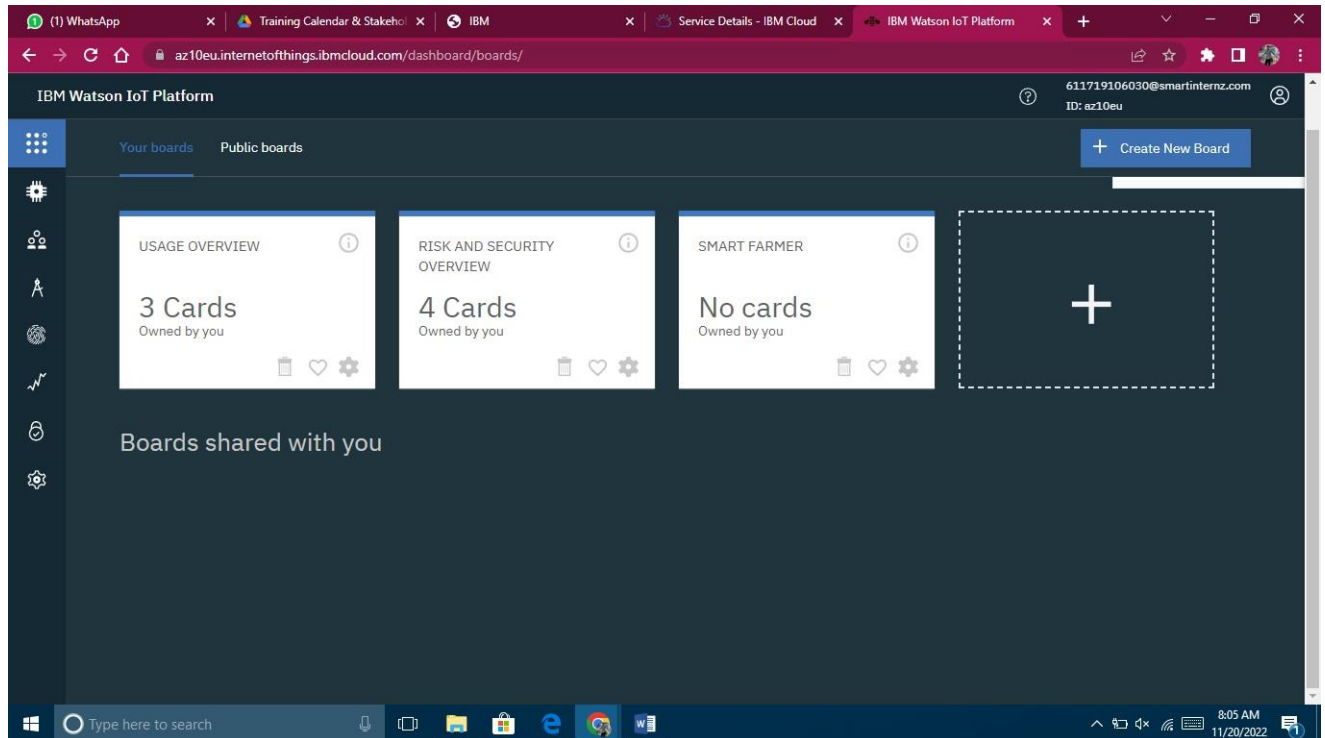 (1) WhatsApp
Training Calendar & Stakehol
IBM
Service Details - IBM Cloud
IBM Watson IoT Platform
az10eu.internetofthings.ibmcloud.com/dashboard/boards/
IBM Watson IoT Platform
611719106030@smartinternz.com
ID: az10eu
Your boards
Public boards
Create New Board
USAGE OVERVIEW
3 Cards
Owned by you
RISK AND SECURITY
OVERVIEW
4 Cards
Owned by you
SMART FARMER
No cards
Owned by you
Boards shared with you
Type here to search
8:05 AM
11/20/2022